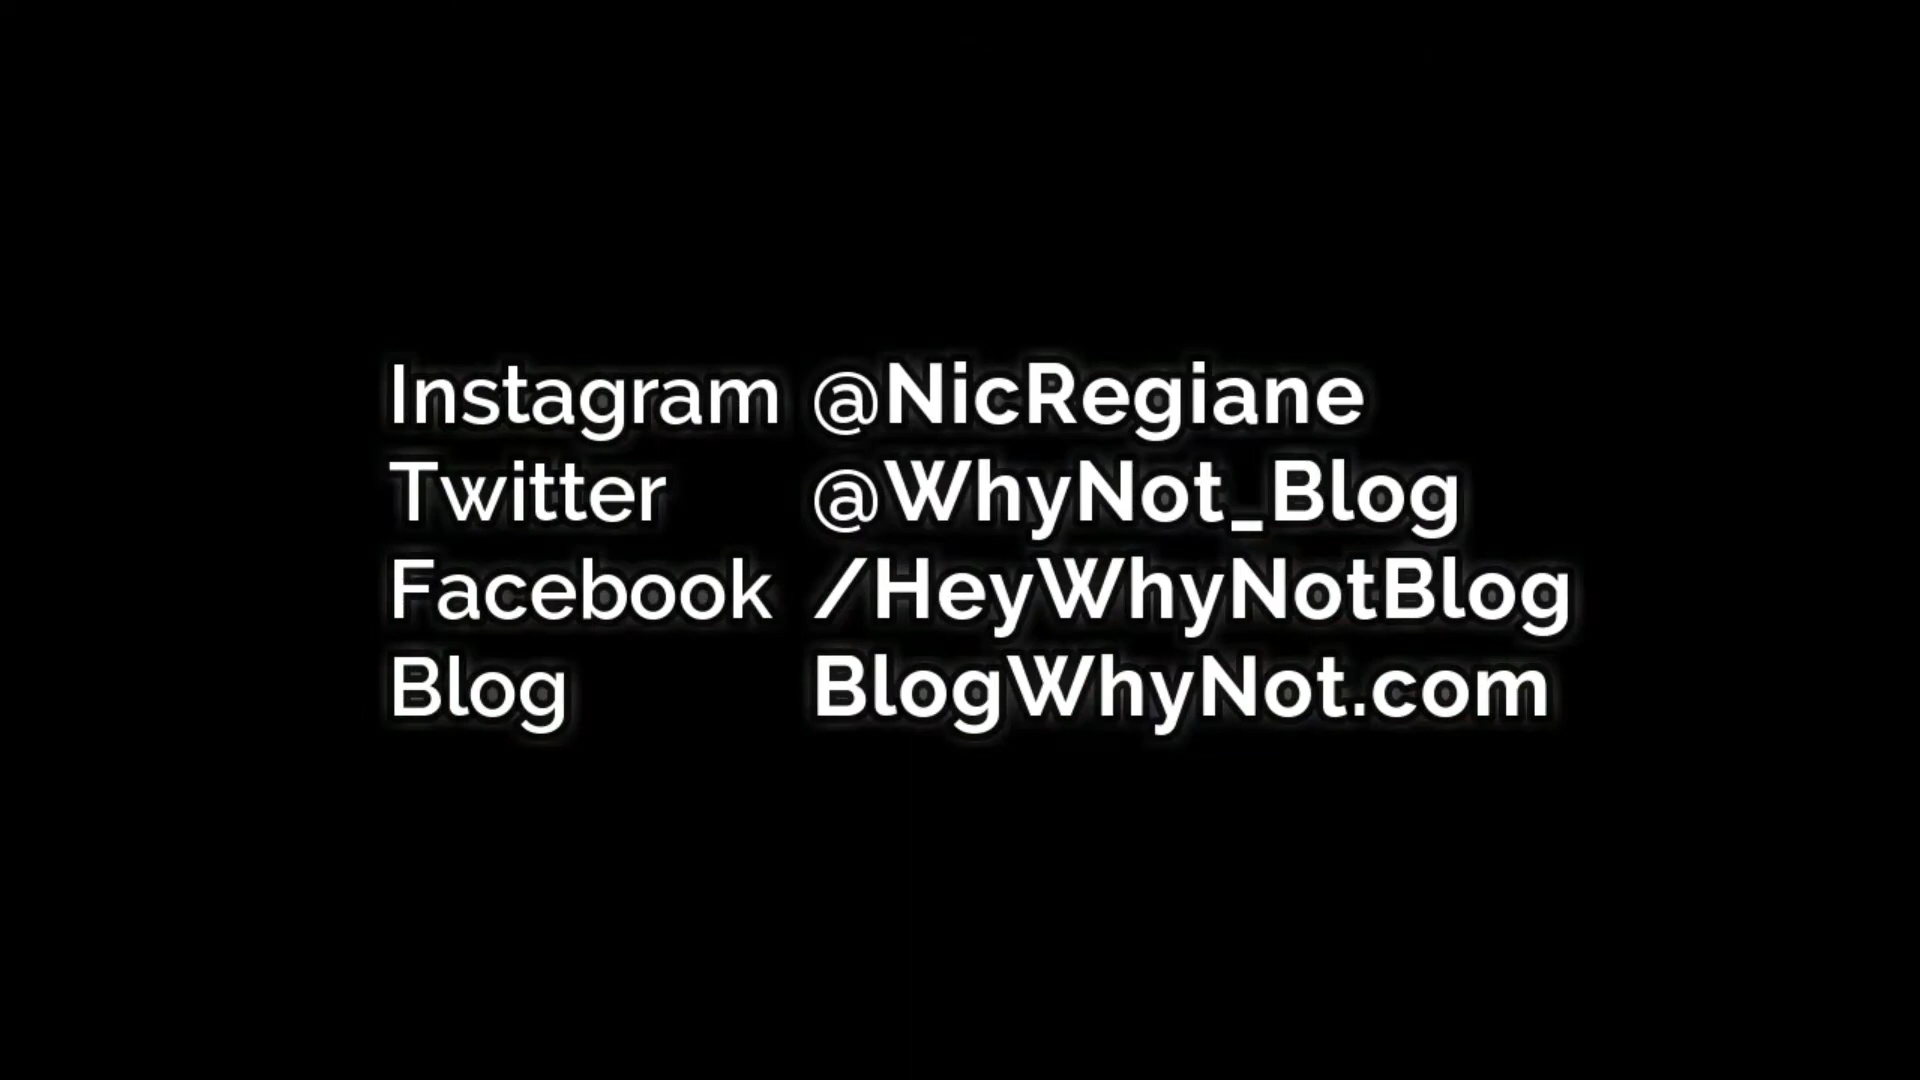 Instagram @NicRegiane
Twitter @WhyNot_Blog
Facebook /HeyWhyNotBlog
Blog BlogWhyNot.com